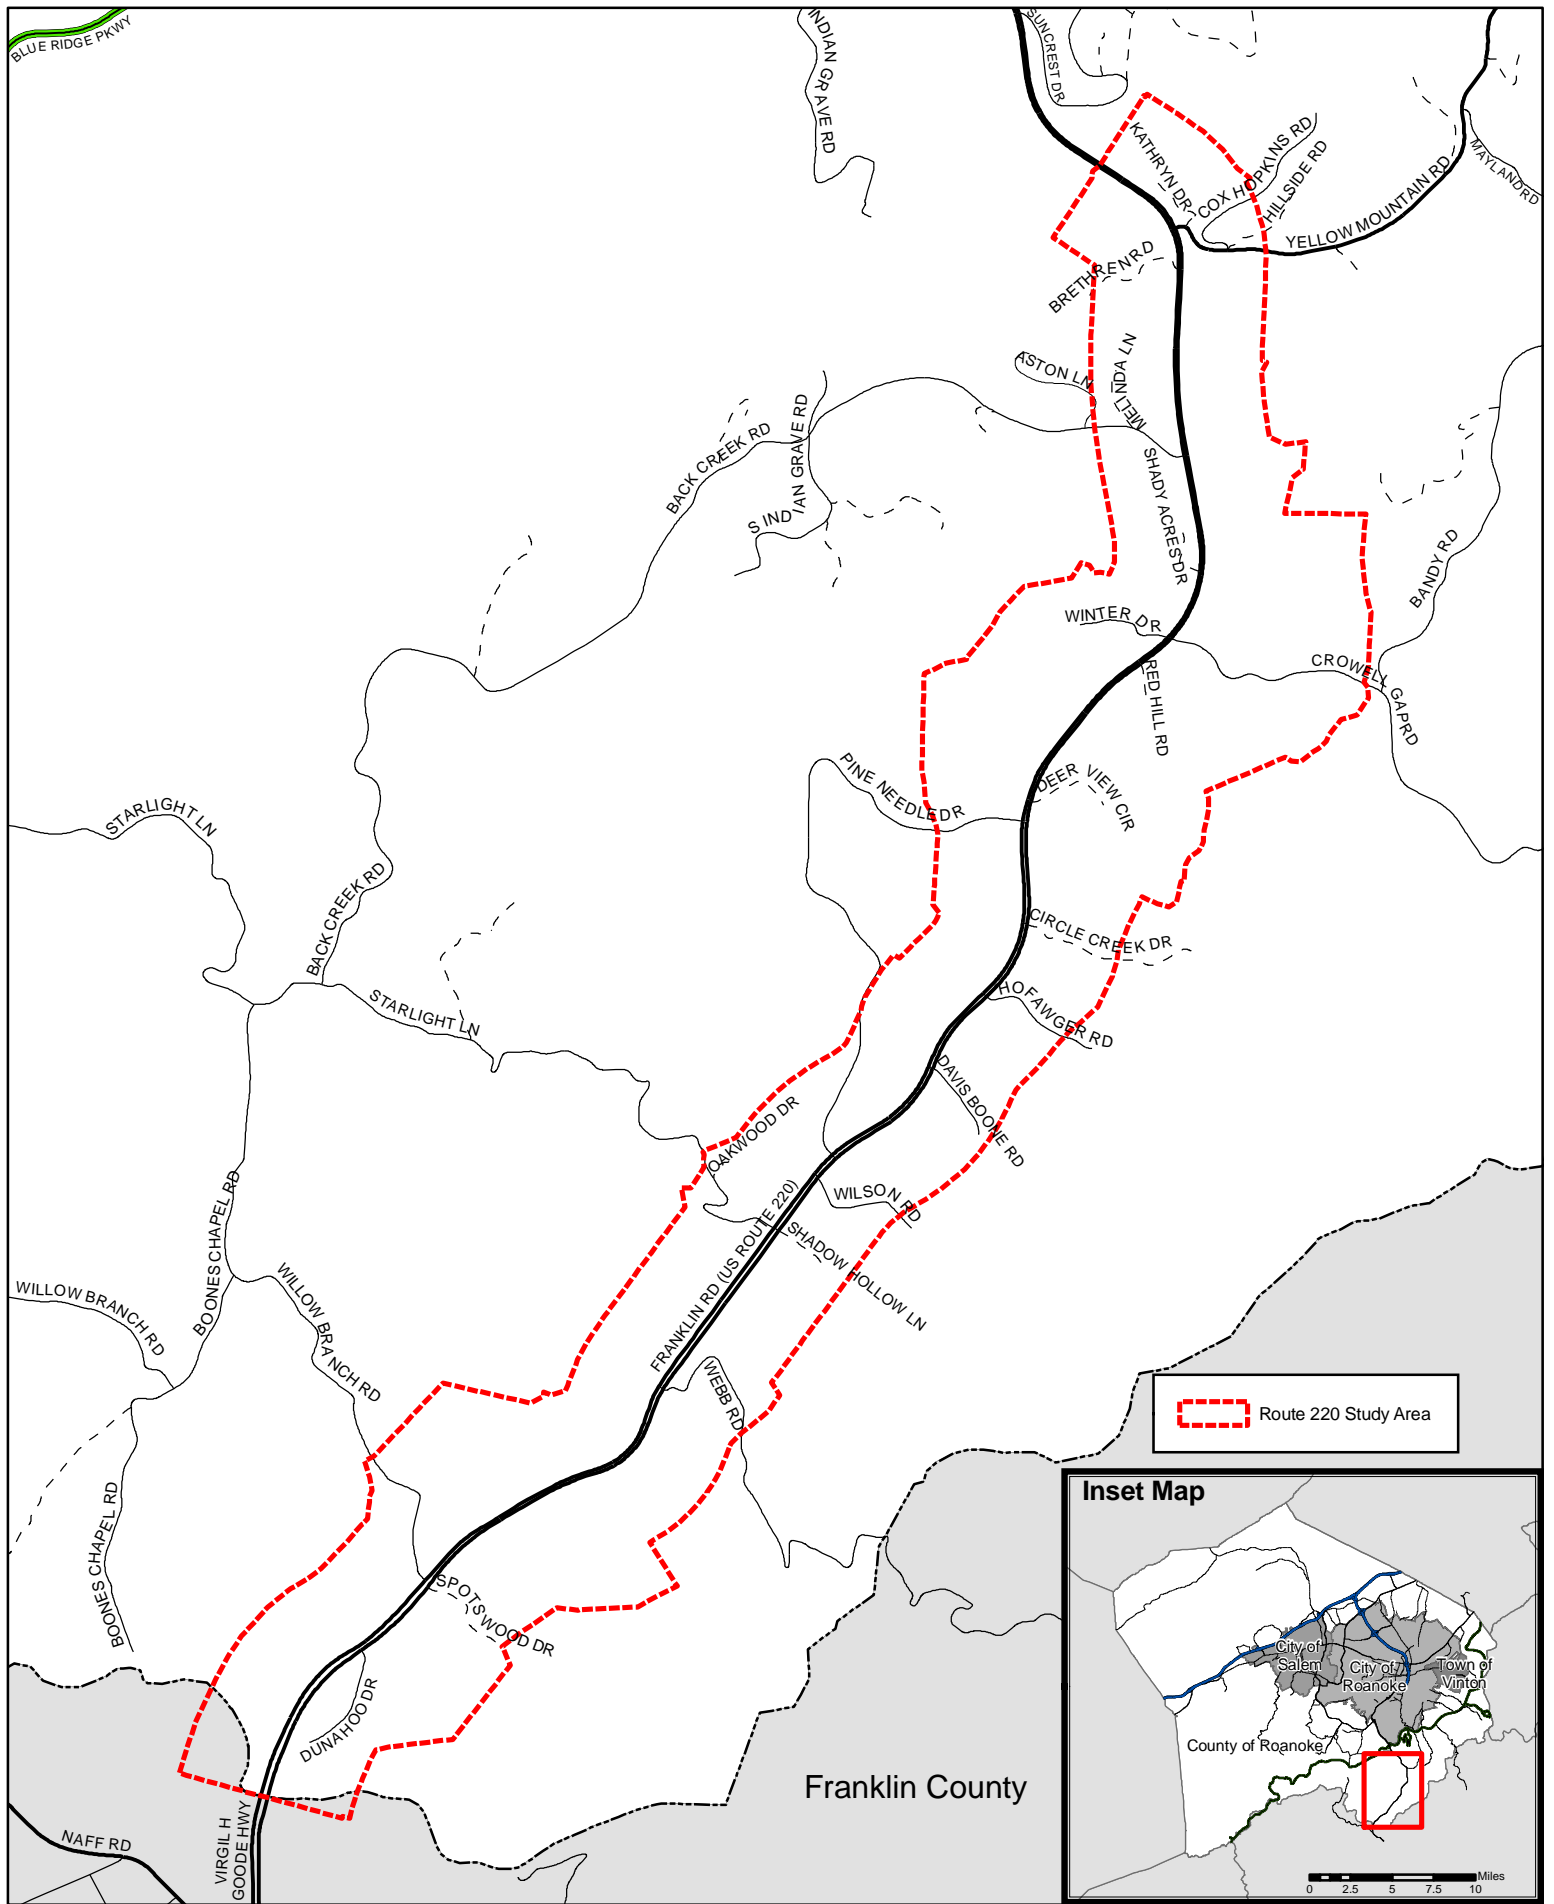 BLUE RIDGE PKWY
INDIAN GRAVE RD
SUNCREST DR
KATHRYN DR
COX HOPKINS RD
HILLSIDE RD
MAYLAND RD
YELLOW MOUNTAIN RD
BRETHREN RD
ASTON LN
MELINDA LN
BACK CREEK RD
S INDIAN GRAVE RD
SHADY ACRES DR
BANDY RD
WINTER DR
CROWELL GAP RD
RED HILL RD
PINE NEEDLE DR
DEER VIEW CIR
STARLIGHT LN
BACK CREEK RD
CIRCLE CREEK DR
STARLIGHT LN
HOFAWGER RD
DAVIS BOONE RD
OAKWOOD DR
WILSON RD
BOONES CHAPEL RD
FRANKLIN RD (US ROUTE 220)
SHADOW HOLLOW LN
WILLOW BRANCH RD
WILLOW BRANCH RD
WEBB RD
Route 220 Study Area
BOONES CHAPEL RD
SPOTSWOOD DR
DUNAHOO DR
Franklin County
NAFF RD
VIRGIL H
GOODE HWY
Inset Map
City of
Salem
City of
Roanoke
Town of
Vinton
County of Roanoke
Miles
0 2.5 5 7.5 10